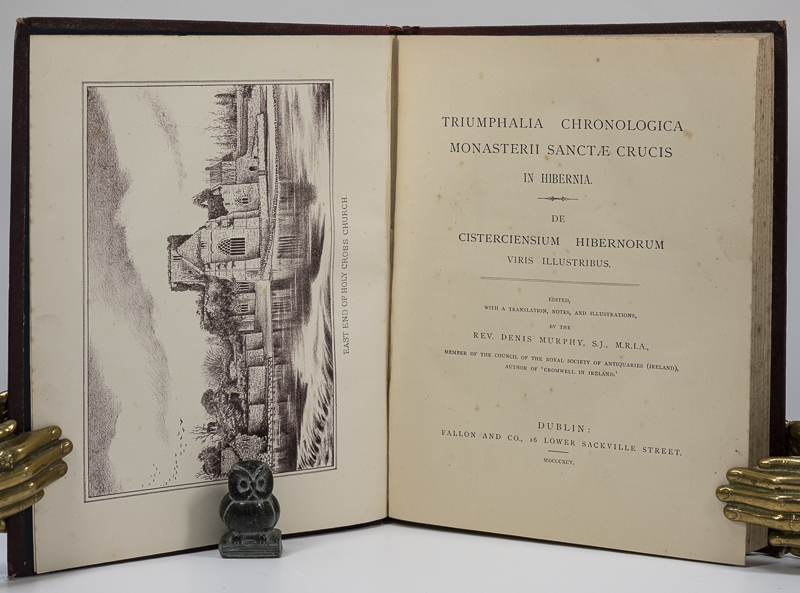 EAST END OF HOLY CROSS CHURCH.
TRIUMPHALIA CHRONOLOGICA
MONASTERII SANCTÆ CRUCIS
IN HIBERNIA.
DE
CISTERCIENSIUM HIBERNORUM
VIRIS ILLUSTRIBUS.
EDITED,
WITH A TRANSLATION, NOTES, AND ILLUSTRATIONS,
BY THE
REV. DENIS MURPHY, S.J., M.R.I.A.,
MEMBER OF THE COUNCIL OF THE ROYAL SOCIETY OF ANTIQUARIES (IRELAND),
AUTHOR OF 'CROMWELL IN IRELAND.'
DUBLIN:
FALLON AND CO., 16 LOWER SACKVILLE STREET.
MDCCCXCV.